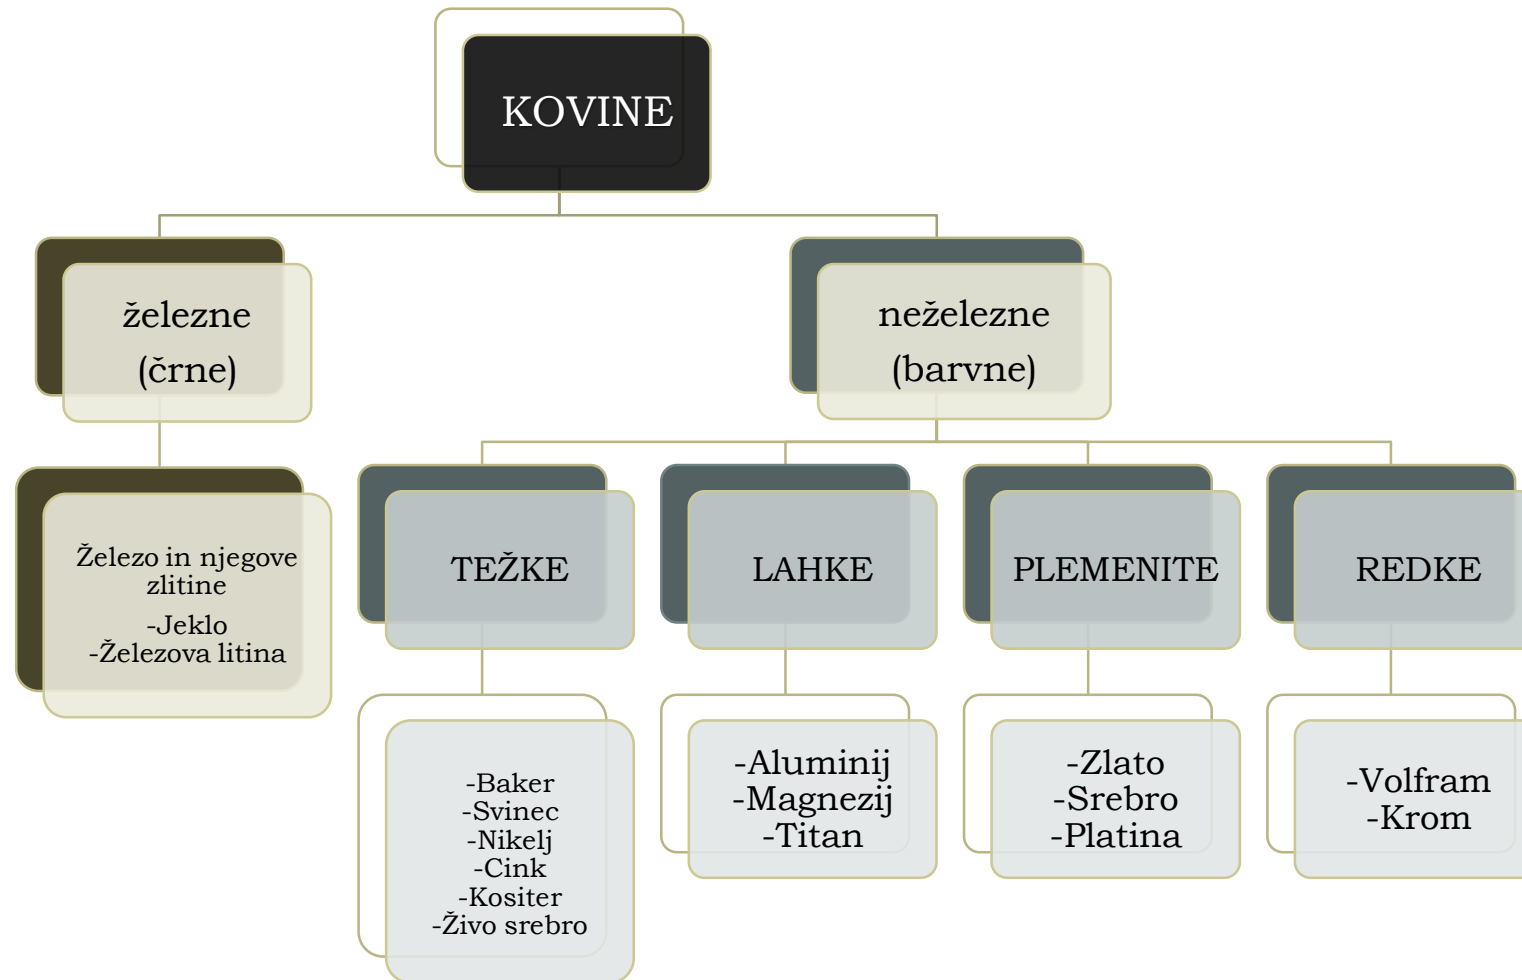 KOVINE
železne
(črne)
neželezne
(barvne)
Železo in njegove
zlitine
-Jeklo
-Železova litina
TEŽKE
LAHKE
PLEMENITE
REDKE
-Baker
-Svinec
-Nikelj
-Cink
-Kositer
-Živo srebro
-Aluminij
-Magnezij
-Titan
-Zlato
-Srebro
-Platina
-Volfram
-Krom